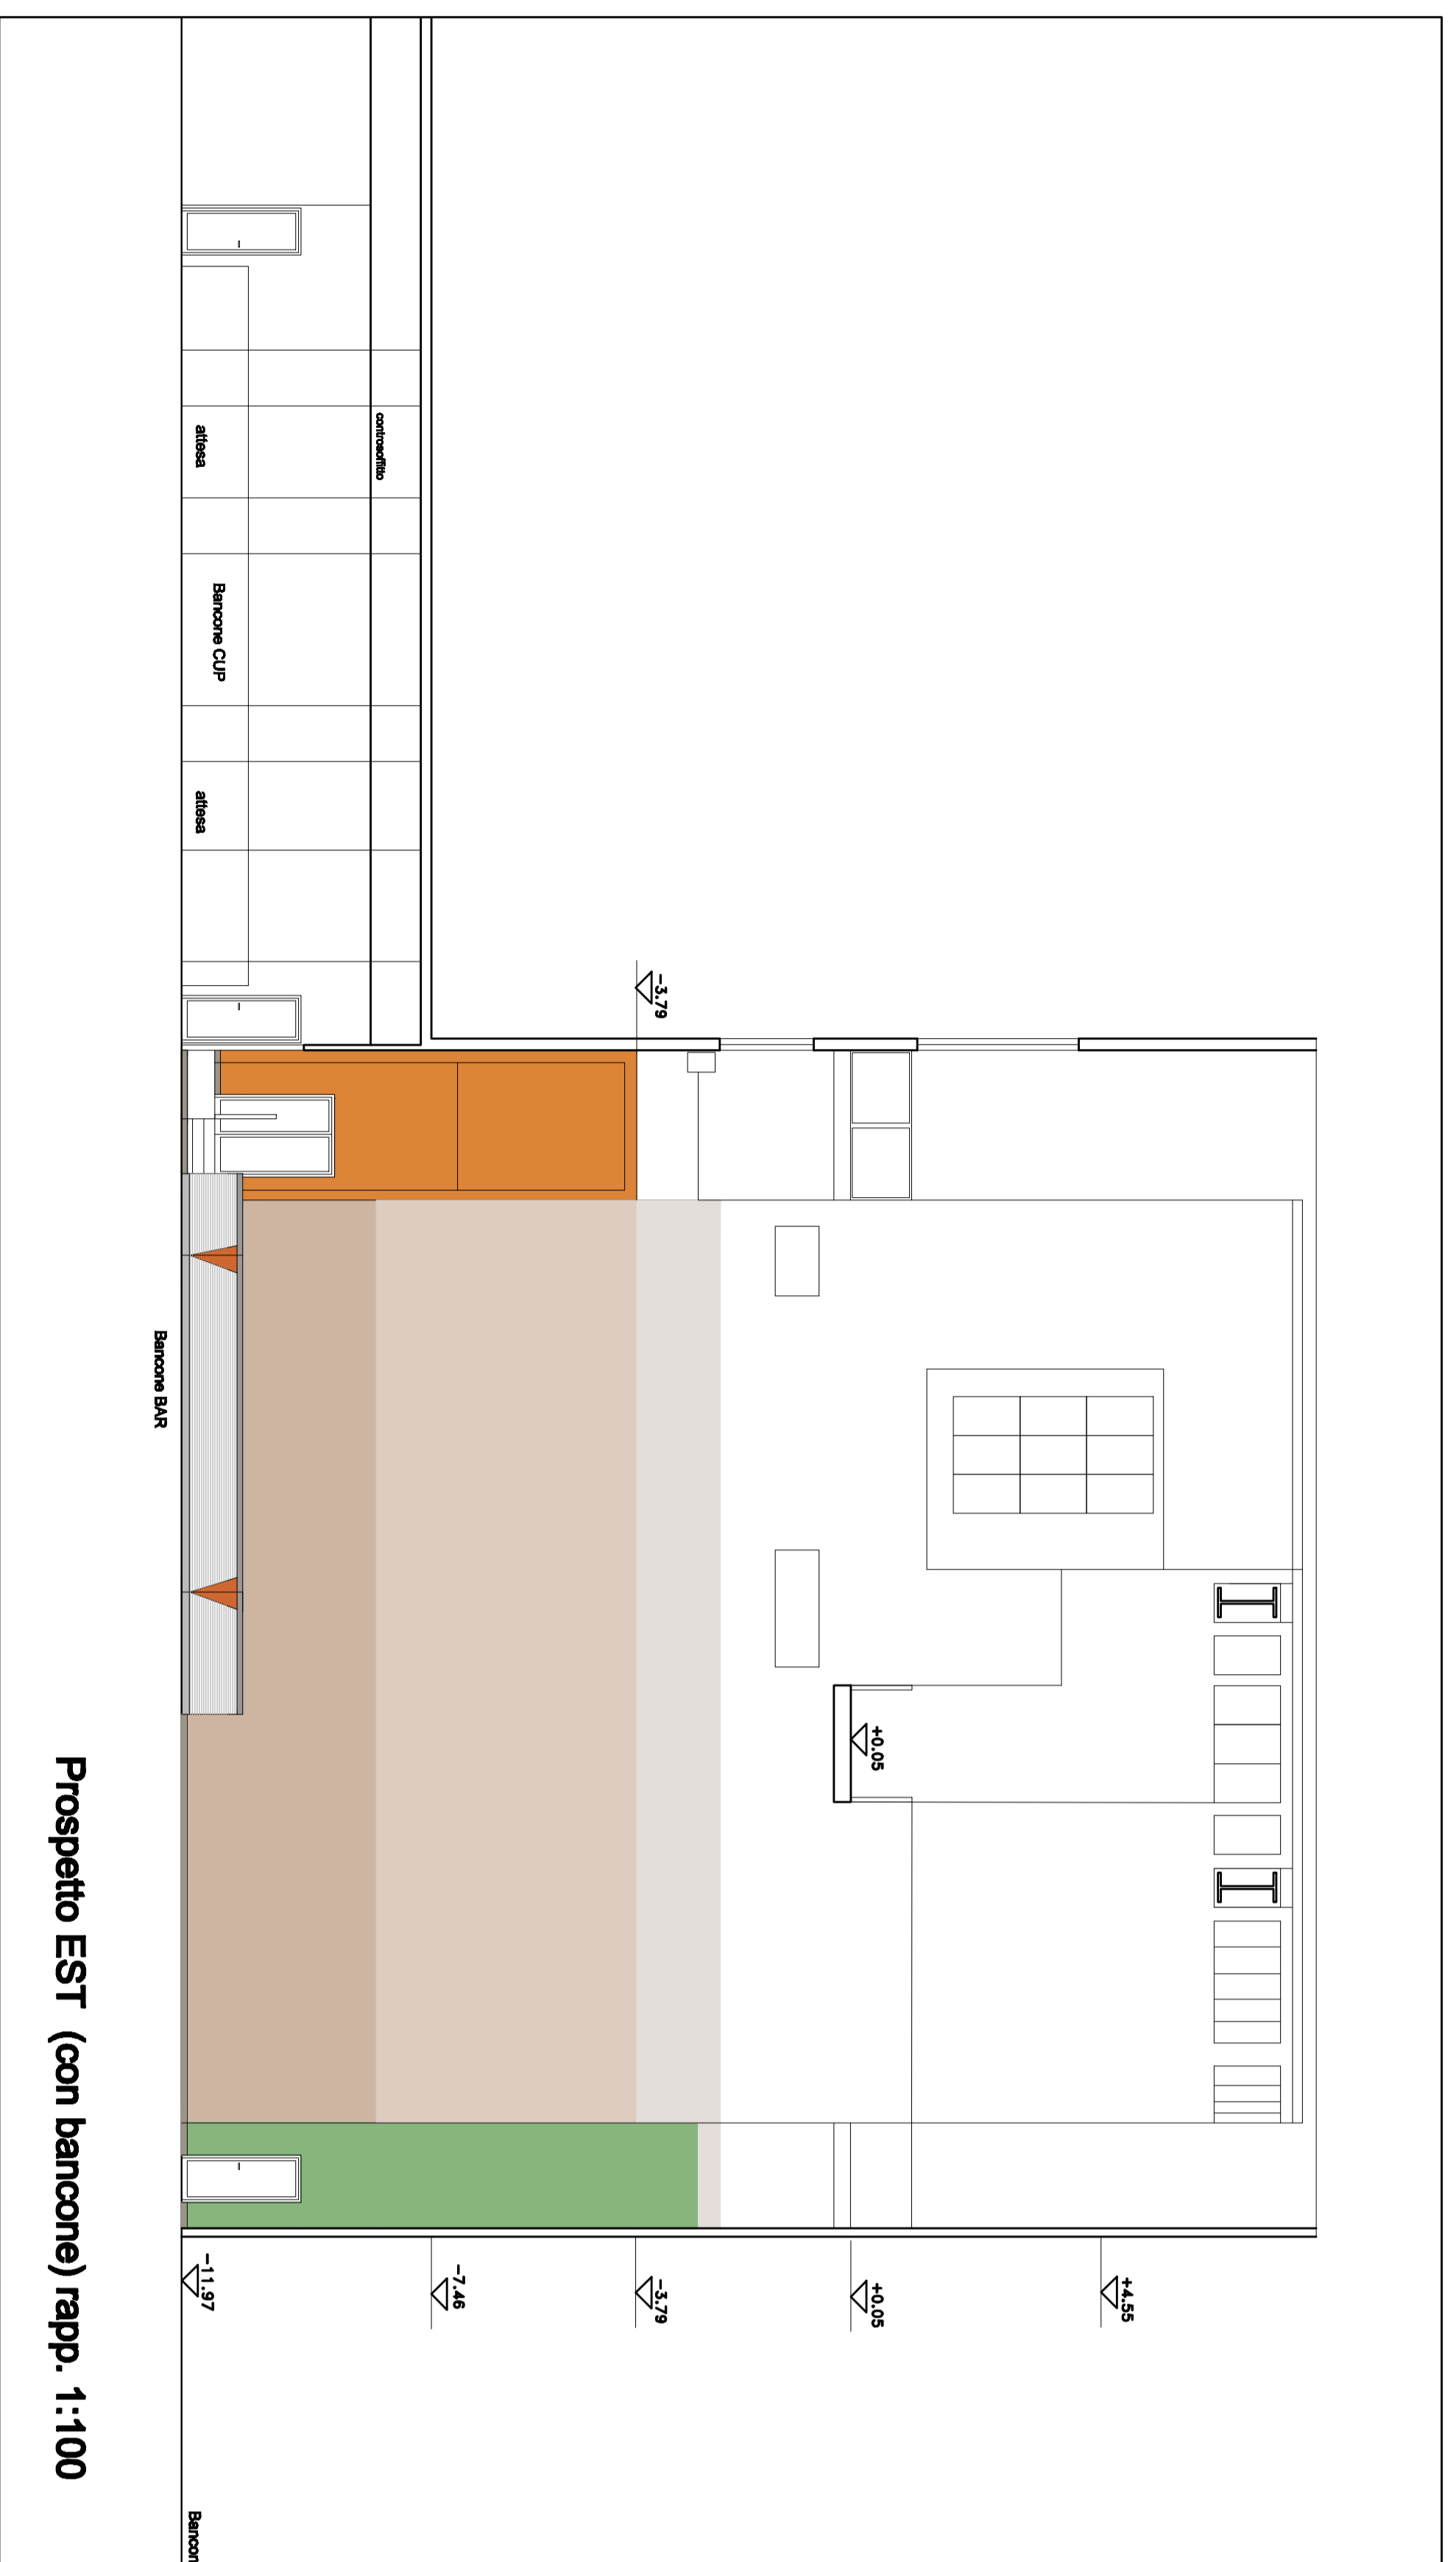 +4.55
+0.05
+0.05
-3.79
-3.79
-7.46
-11.97
controsoffitto
attesa
Bancone CUP
attesa
Bancone BAR
Bancon
Prospetto EST (con bancone) rapp. 1:100